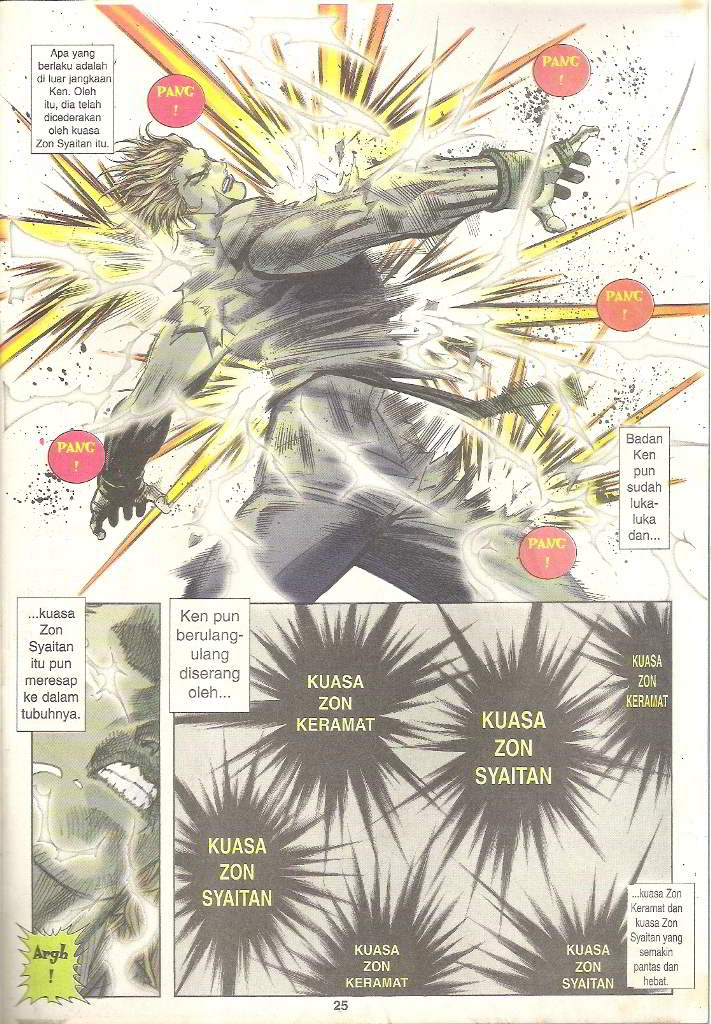 Apa yang
berlaku adalah
di luar jangkaan
Ken. Oleh
itu, dia telah
dicederakan
oleh kuasa
Zon Syaitan itu.
PANG
!
PANG
!
PANG
!
PANG
!
Badan
Ken
pun
sudah
luka-
luka
dan...
PANG
!
...kuasa
Zon
Syaitan
itu pun
meresap
ke dalam
tubuhnya.
Argh
!
Ken pun
berulang-
ulang
diserang
oleh...
KUASA
ZON
KERAMAT
KUASA
ZON
SYAITAN
KUASA
ZON
KERAMAT
KUASA
ZON
SYAITAN
KUASA
ZON
KERAMAT
KUASA
ZON
SYAITAN
...kuasa Zon
Keramat dan
kuasa Zon
Syaitan yang
semakin
pantas dan
hebat.
25